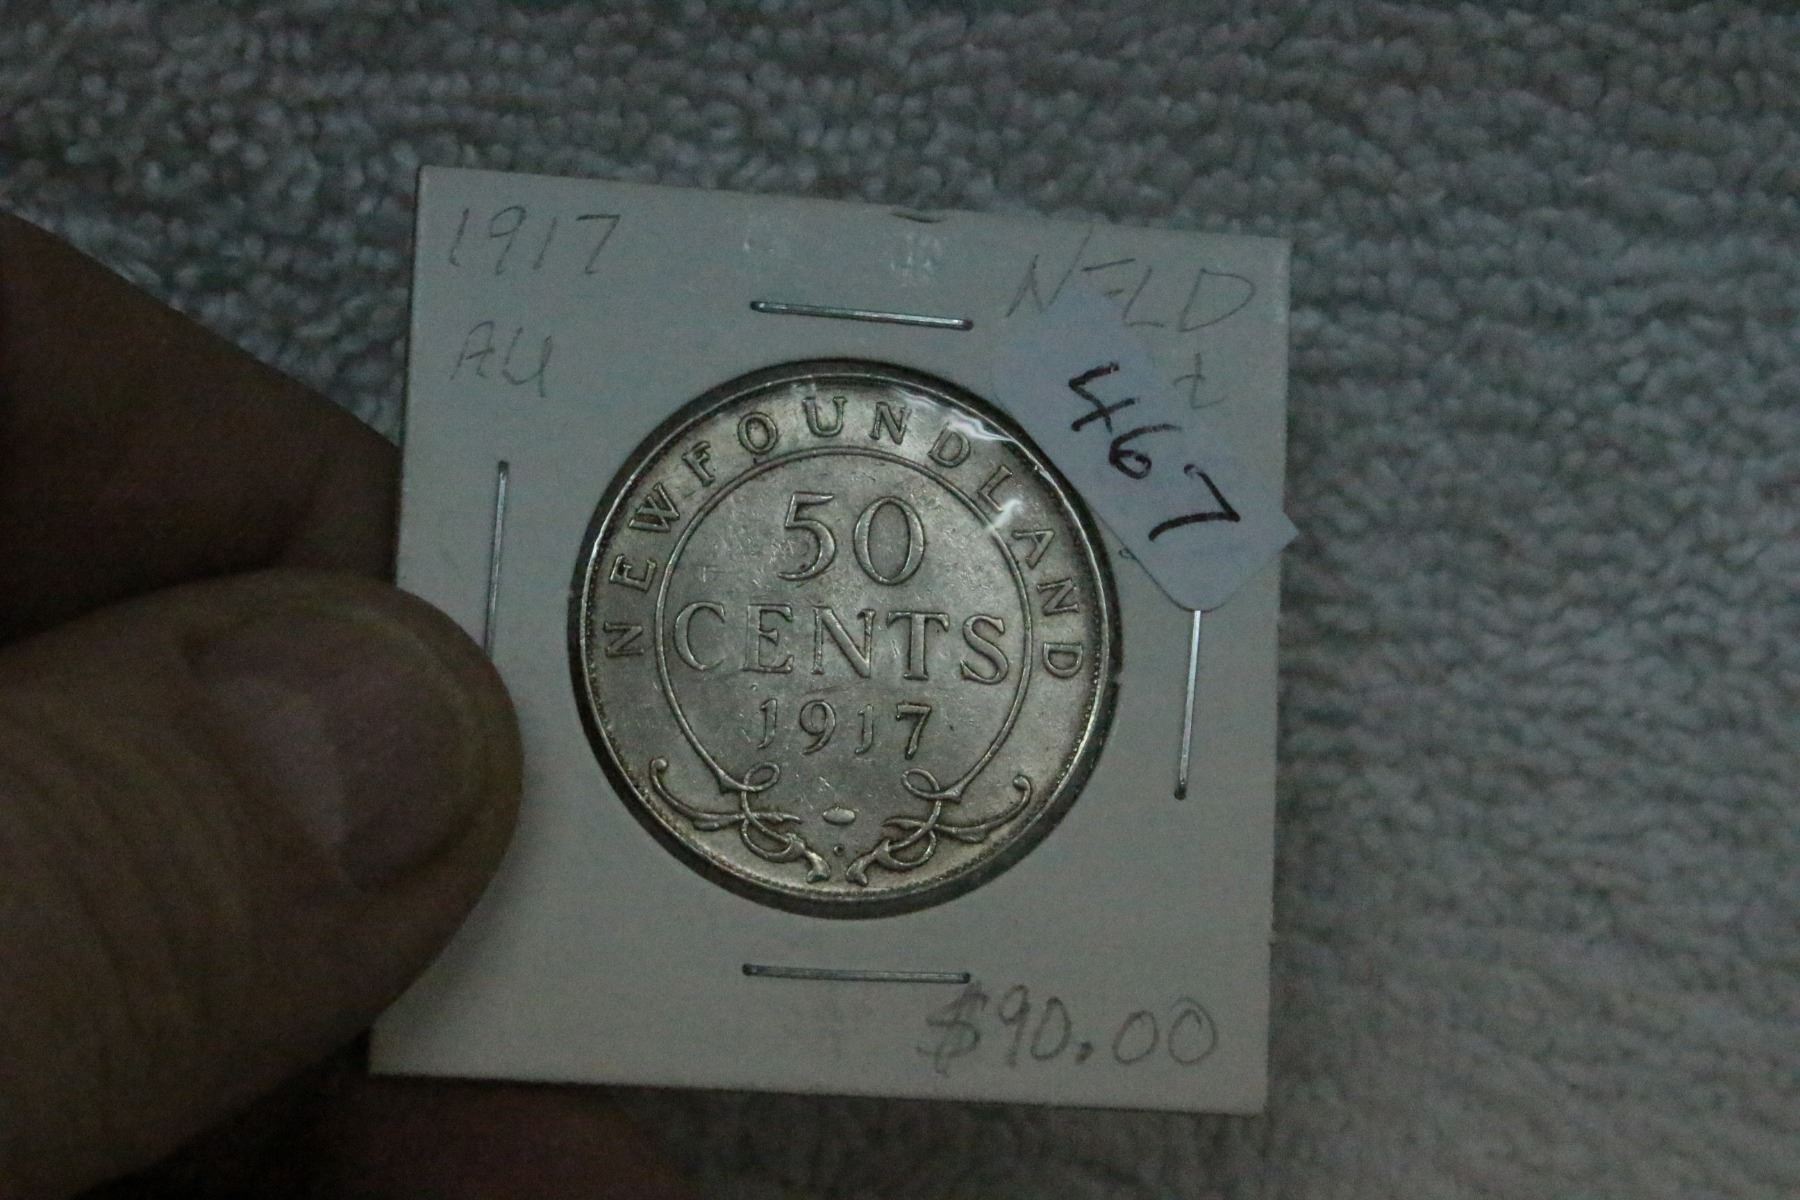 1917 NFLD
AU
467
NEWFOUNDLAND
50
CENTS
1917
$90.00